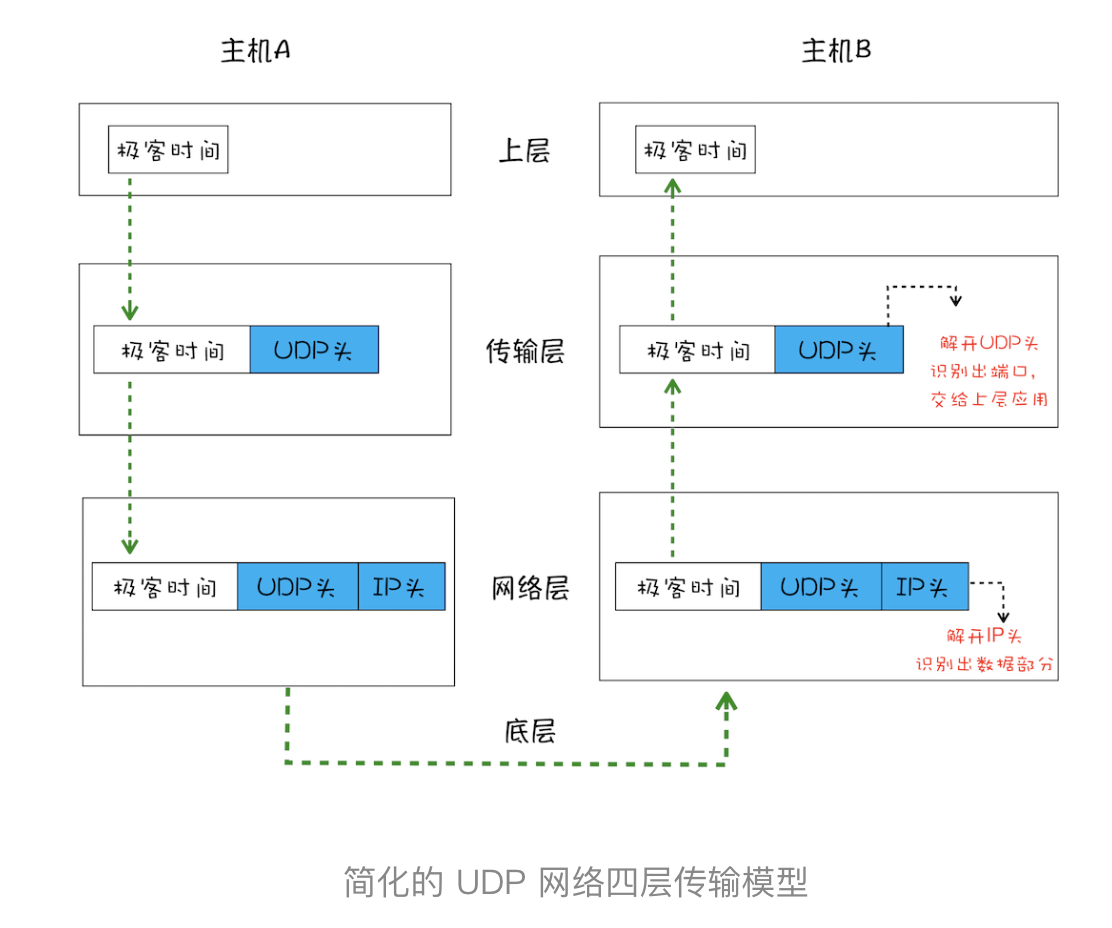 主机A
主机B
极客时间
上层
极客时间
极客时间
UDP头
传输层
极客时间
UDP头
解开UDP头
识别出端口，
交给上层应用
极客时间
UDP头
IP头
网络层
极客时间
UDP头
IP头
解开IP头
识别出数据部分
底层
简化的 UDP 网络四层传输模型